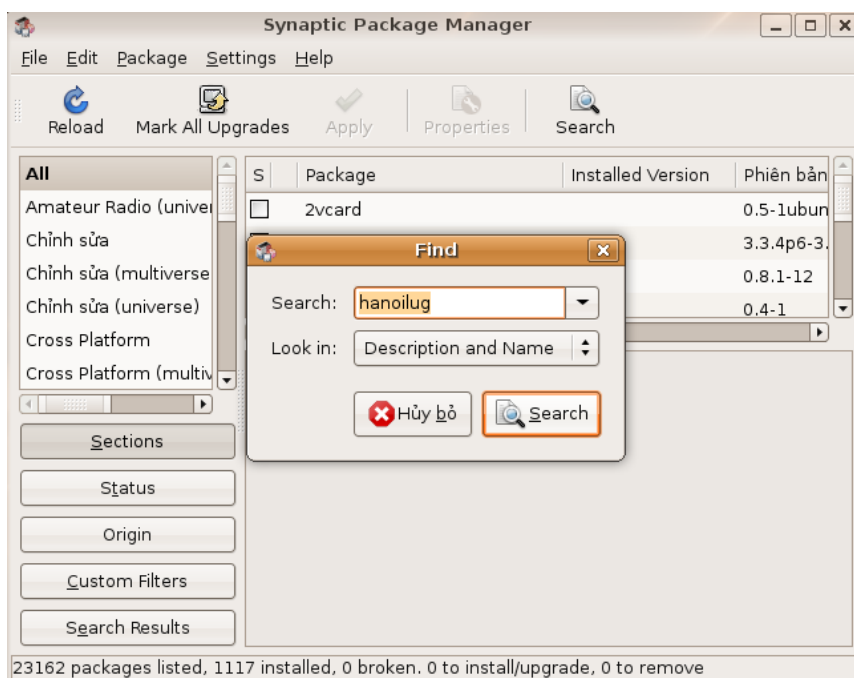 Synaptic Package Manager
File Edit Package Settings Help
Reload Mark All Upgrades Apply Properties Search
All
Amateur Radio (univer
Chỉnh sửa
Chỉnh sửa (multiverse
Chỉnh sửa (universe)
Cross Platform
Cross Platform (multiv
S Package Installed Version Phiên bản
2vcard 0.5-1ubun
3.3.4p6-3.
0.8.1-12
0.4-1
Find
Search: hanoilug
Look in: Description and Name
Hủy bỏ Search
Sections
Status
Origin
Custom Filters
Search Results
23162 packages listed, 1117 installed, 0 broken. 0 to install/upgrade, 0 to remove